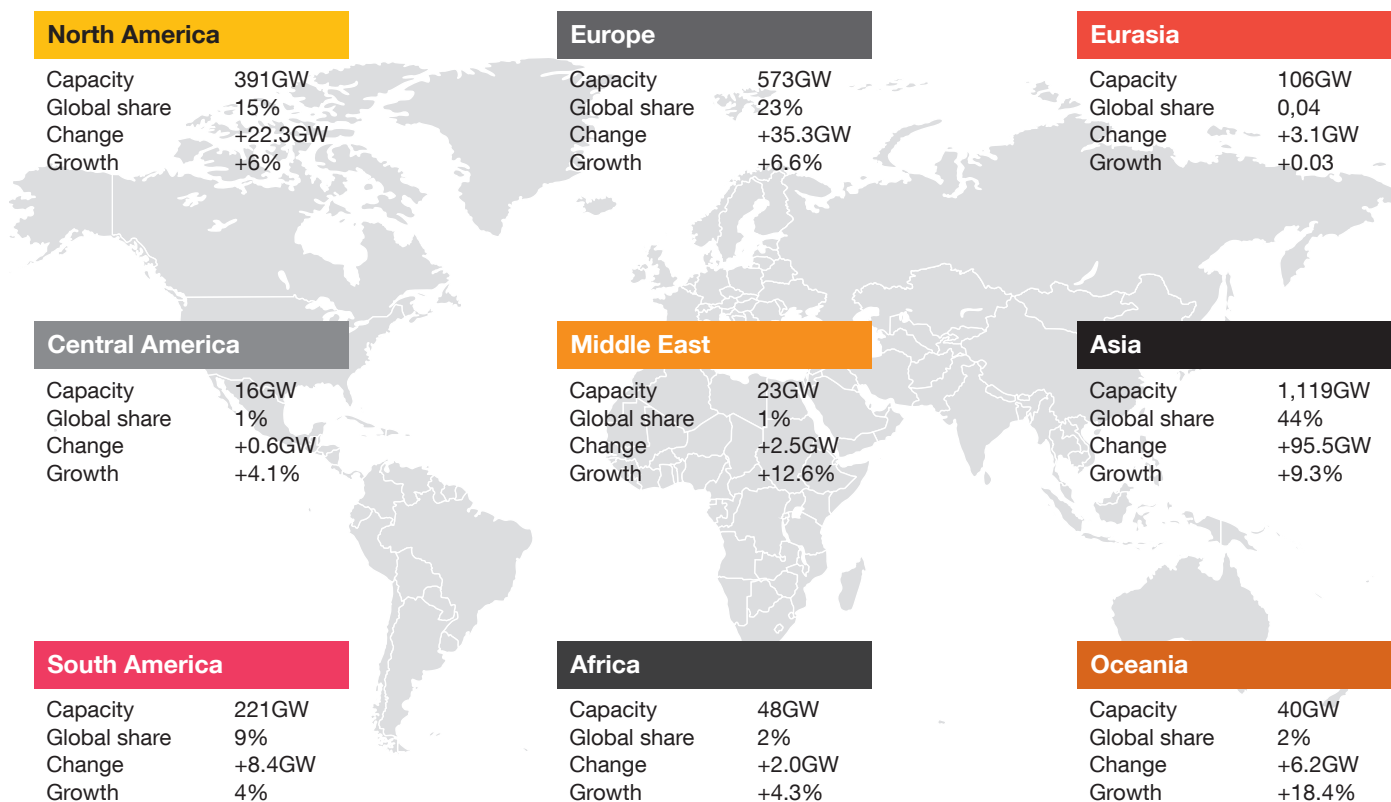 North America
Capacity 391GW
Global share 15%
Change +22.3GW
Growth +6%
Europe
Capacity 573GW
Global share 23%
Change +35.3GW
Growth +6.6%
Eurasia
Capacity 106GW
Global share 0,04
Change +3.1GW
Growth +0.03
Central America
Capacity 16GW
Global share 1%
Change +0.6GW
Growth +4.1%
Middle East
Capacity 23GW
Global share 1%
Change +2.5GW
Growth +12.6%
Asia
Capacity 1,119GW
Global share 44%
Change +95.5GW
Growth +9.3%
South America
Capacity 221GW
Global share 9%
Change +8.4GW
Growth 4%
Africa
Capacity 48GW
Global share 2%
Change +2.0GW
Growth +4.3%
Oceania
Capacity 40GW
Global share 2%
Change +6.2GW
Growth +18.4%